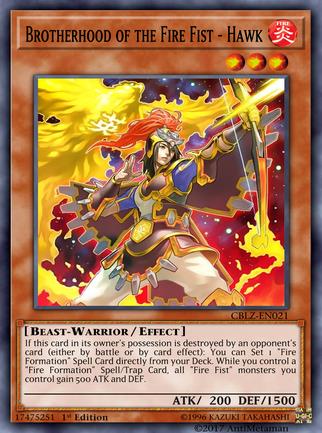 Brotherhood of the Fire Fist - Hawk
FIRE
炎
CBLZ-EN021
[Beast-Warrior / Effect]
If this card in its owner's possession is destroyed by an opponent's
card (either by battle or by card effect): You can Set 1 "Fire
Formation" Spell Card directly from your Deck. While you control a
"Fire Formation" Spell/Trap Card, all "Fire Fist" monsters you
control gain 500 ATK and DEF.
ATK/ 200 DEF/1500
17475251 1st Edition ©1996 KAZUKI TAKAHASHI
©2017 AntiMetaman